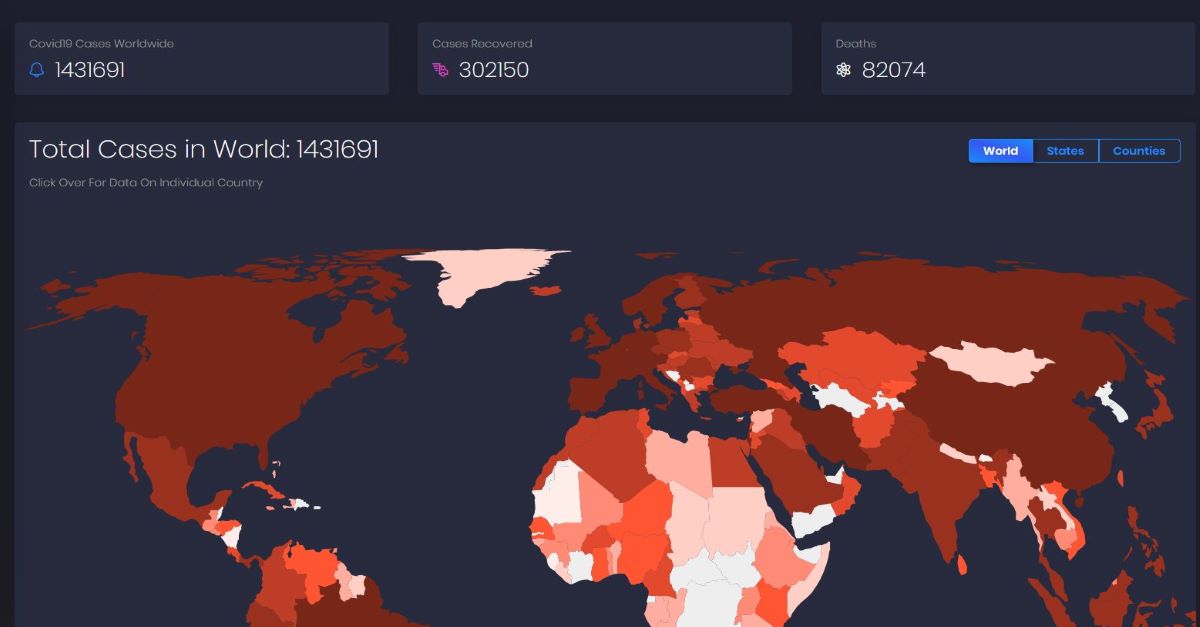 Covid19 Cases Worldwide
1431691
Cases Recovered
302150
Deaths
82074
Total Cases in World: 1431691
World States Counties
Click Over For Data On Individual Country